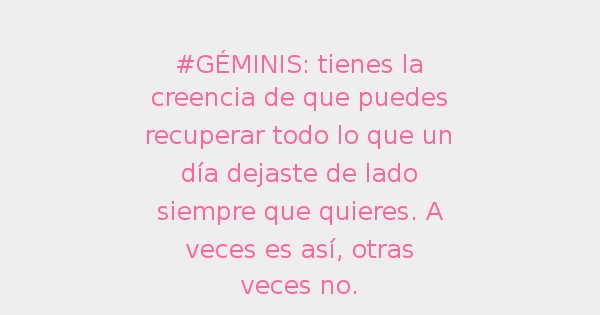 #GÉMINIS: tienes la
creencia de que puedes
recuperar todo lo que un
día dejaste de lado
siempre que quieres. A
veces es así, otras
veces no.